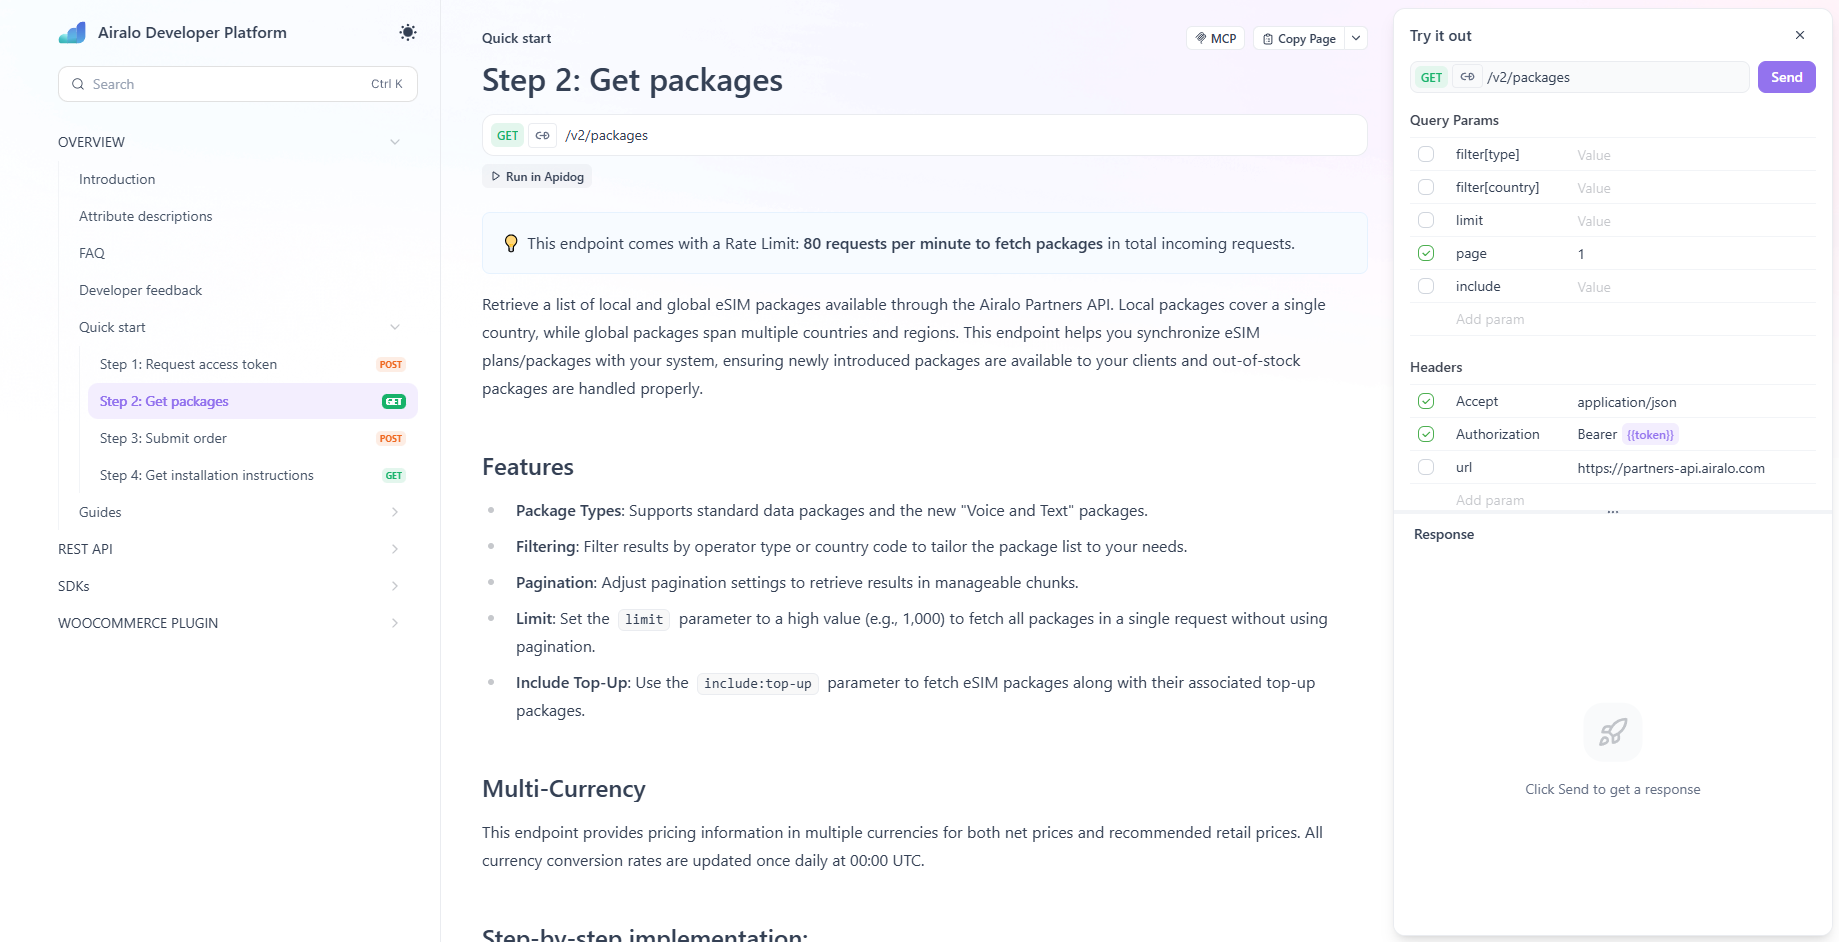 Airalo Developer Platform
Search
Ctrl K
OVERVIEW
Introduction
Attribute descriptions
FAQ
Developer feedback
Quick start
Step 1: Request access token
POST
Step 2: Get packages
GET
Step 3: Submit order
POST
Step 4: Get installation instructions
GET
Guides
REST API
SDKs
WOOCOMMERCE PLUGIN
Quick start
MCP
Copy Page
Step 2: Get packages
GET
/v2/packages
Run in Apidog
This endpoint comes with a Rate Limit: 80 requests per minute to fetch packages in total incoming requests.
Retrieve a list of local and global eSIM packages available through the Airalo Partners API. Local packages cover a single
country, while global packages span multiple countries and regions. This endpoint helps you synchronize eSIM
plans/packages with your system, ensuring newly introduced packages are available to your clients and out-of-stock
packages are handled properly.
Features
Package Types: Supports standard data packages and the new "Voice and Text" packages.
Filtering: Filter results by operator type or country code to tailor the package list to your needs.
Pagination: Adjust pagination settings to retrieve results in manageable chunks.
Limit: Set the limit parameter to a high value (e.g., 1,000) to fetch all packages in a single request without using
pagination.
Include Top-Up: Use the include:top-up parameter to fetch eSIM packages along with their associated top-up
packages.
Multi-Currency
This endpoint provides pricing information in multiple currencies for both net prices and recommended retail prices. All
currency conversion rates are updated once daily at 00:00 UTC.
Step-by-step implementation:
Try it out
GET
/v2/packages
Send
Query Params
filter[type] Value
filter[country] Value
limit Value
page 1
include Value
Add param
Headers
Accept application/json
Authorization Bearer {{token}}
url https://partners-api.airalo.com
Add param
Response
Click Send to get a response